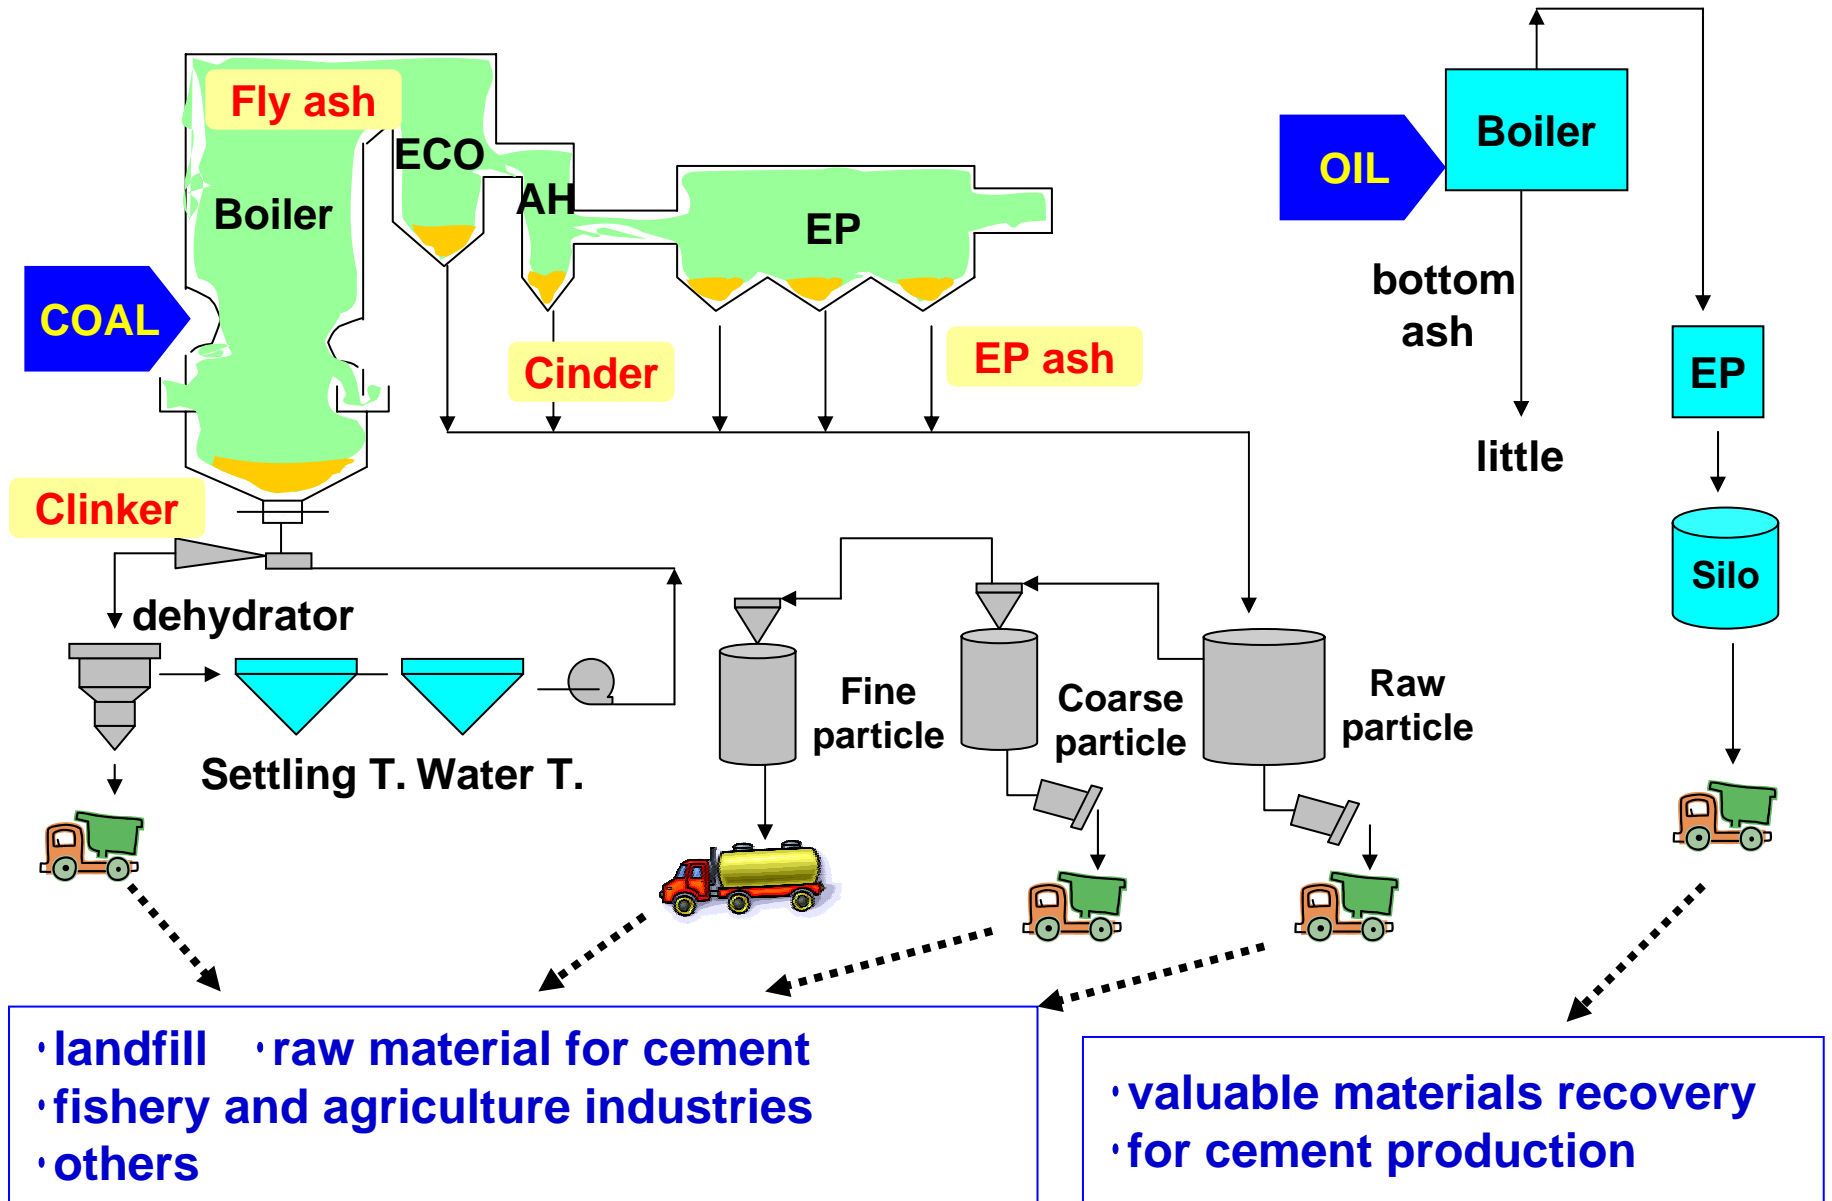 Fly ash
ECO
AH
Boiler
EP
COAL
Cinder
EP ash
Clinker
dehydrator
Settling T. Water T.
Fine
particle
Coarse
particle
Raw
particle
OIL
Boiler
bottom
ash
little
EP
Silo
·landfill ·raw material for cement
·fishery and agriculture industries
·others
·valuable materials recovery
·for cement production